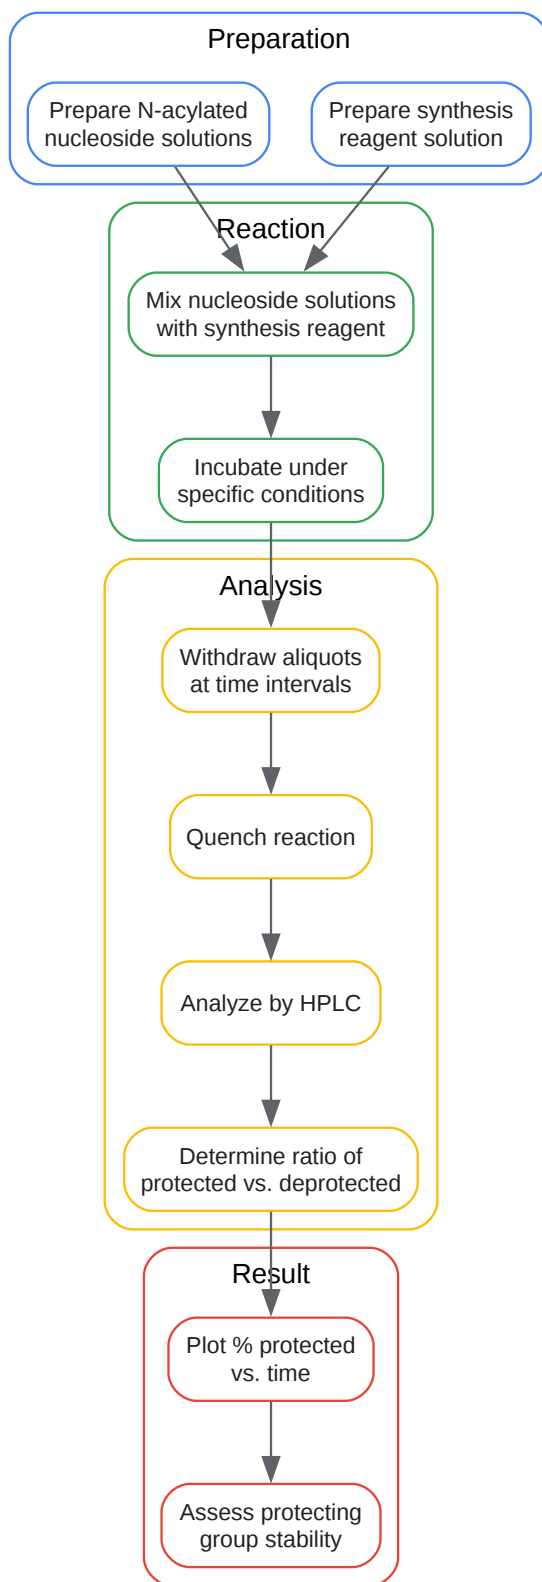 Preparation
Prepare N-acylated
nucleoside solutions
Prepare synthesis
reagent solution
Reaction
Mix nucleoside solutions
with synthesis reagent
Incubate under
specific conditions
Analysis
Withdraw aliquots
at time intervals
Quench reaction
Analyze by HPLC
Determine ratio of
protected vs. deprotected
Result
Plot % protected
vs. time
Assess protecting
group stability